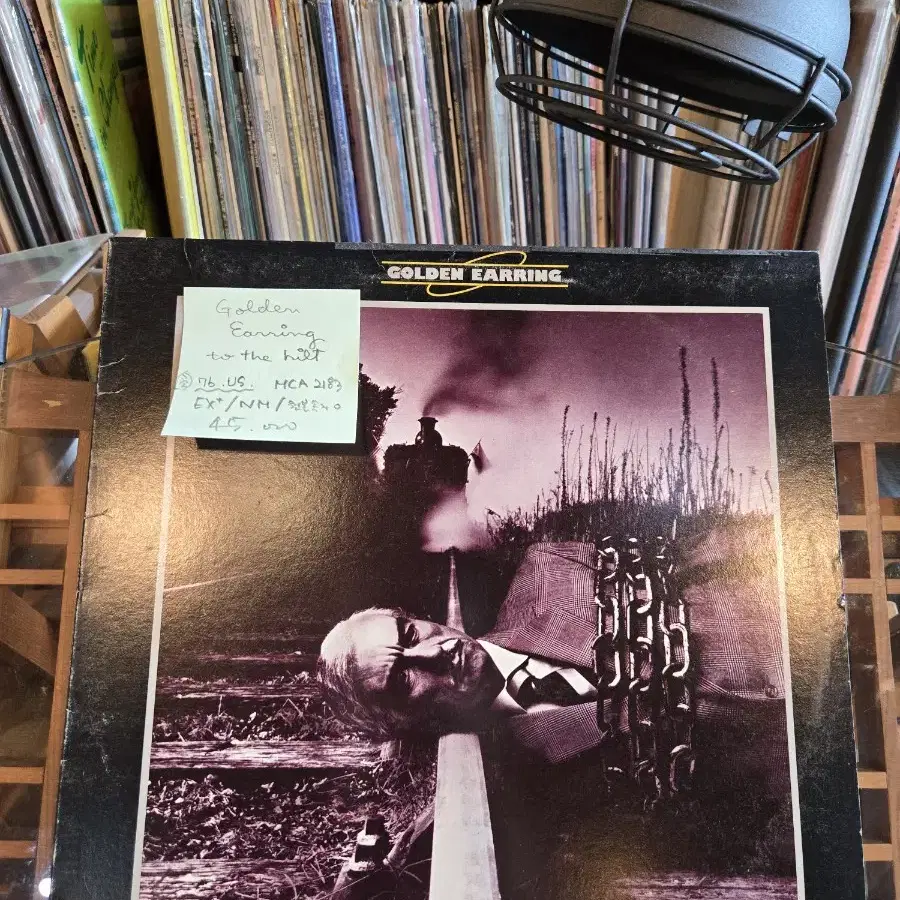 GOLDEN EARRING
Golden
Earring
to the hilt
76. US. MCA 2183
EX+/NM/
45.000